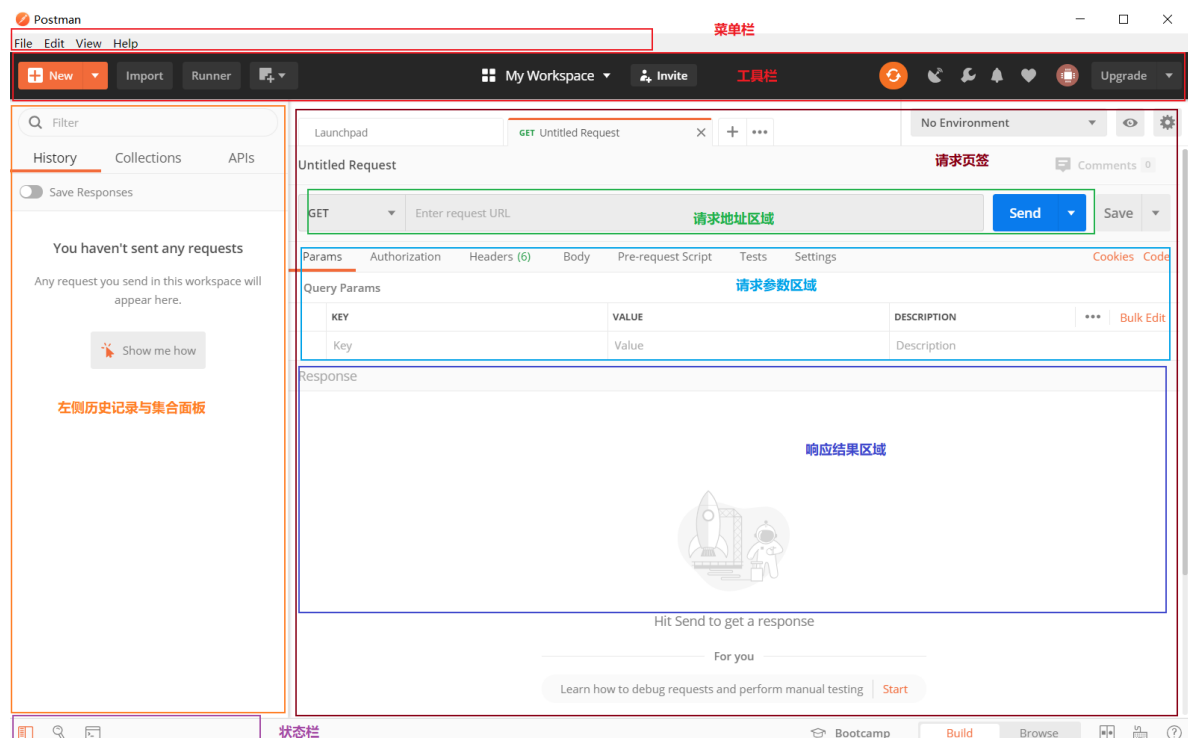 Postman
菜单栏
File Edit View Help
New Import Runner My Workspace Invite 工具栏 Upgrade
Filter
Launchpad GET Untitled Request No Environment
History Collections APIs
Untitled Request 请求页签 Comments 0
Save Responses
GET Enter request URL 请求地址区域 Send Save
You haven't sent any requests
Any request you send in this workspace will
appear here.
Show me how
左侧历史记录与集合面板
Params Authorization Headers (6) Body Pre-request Script Tests Settings Cookies Code
Query Params 请求参数区域
KEY VALUE DESCRIPTION Bulk Edit
Key Value Description
Response
响应结果区域
Hit Send to get a response
For you
Learn how to debug requests and perform manual testing Start
状态栏 Bootcamp Build Browse